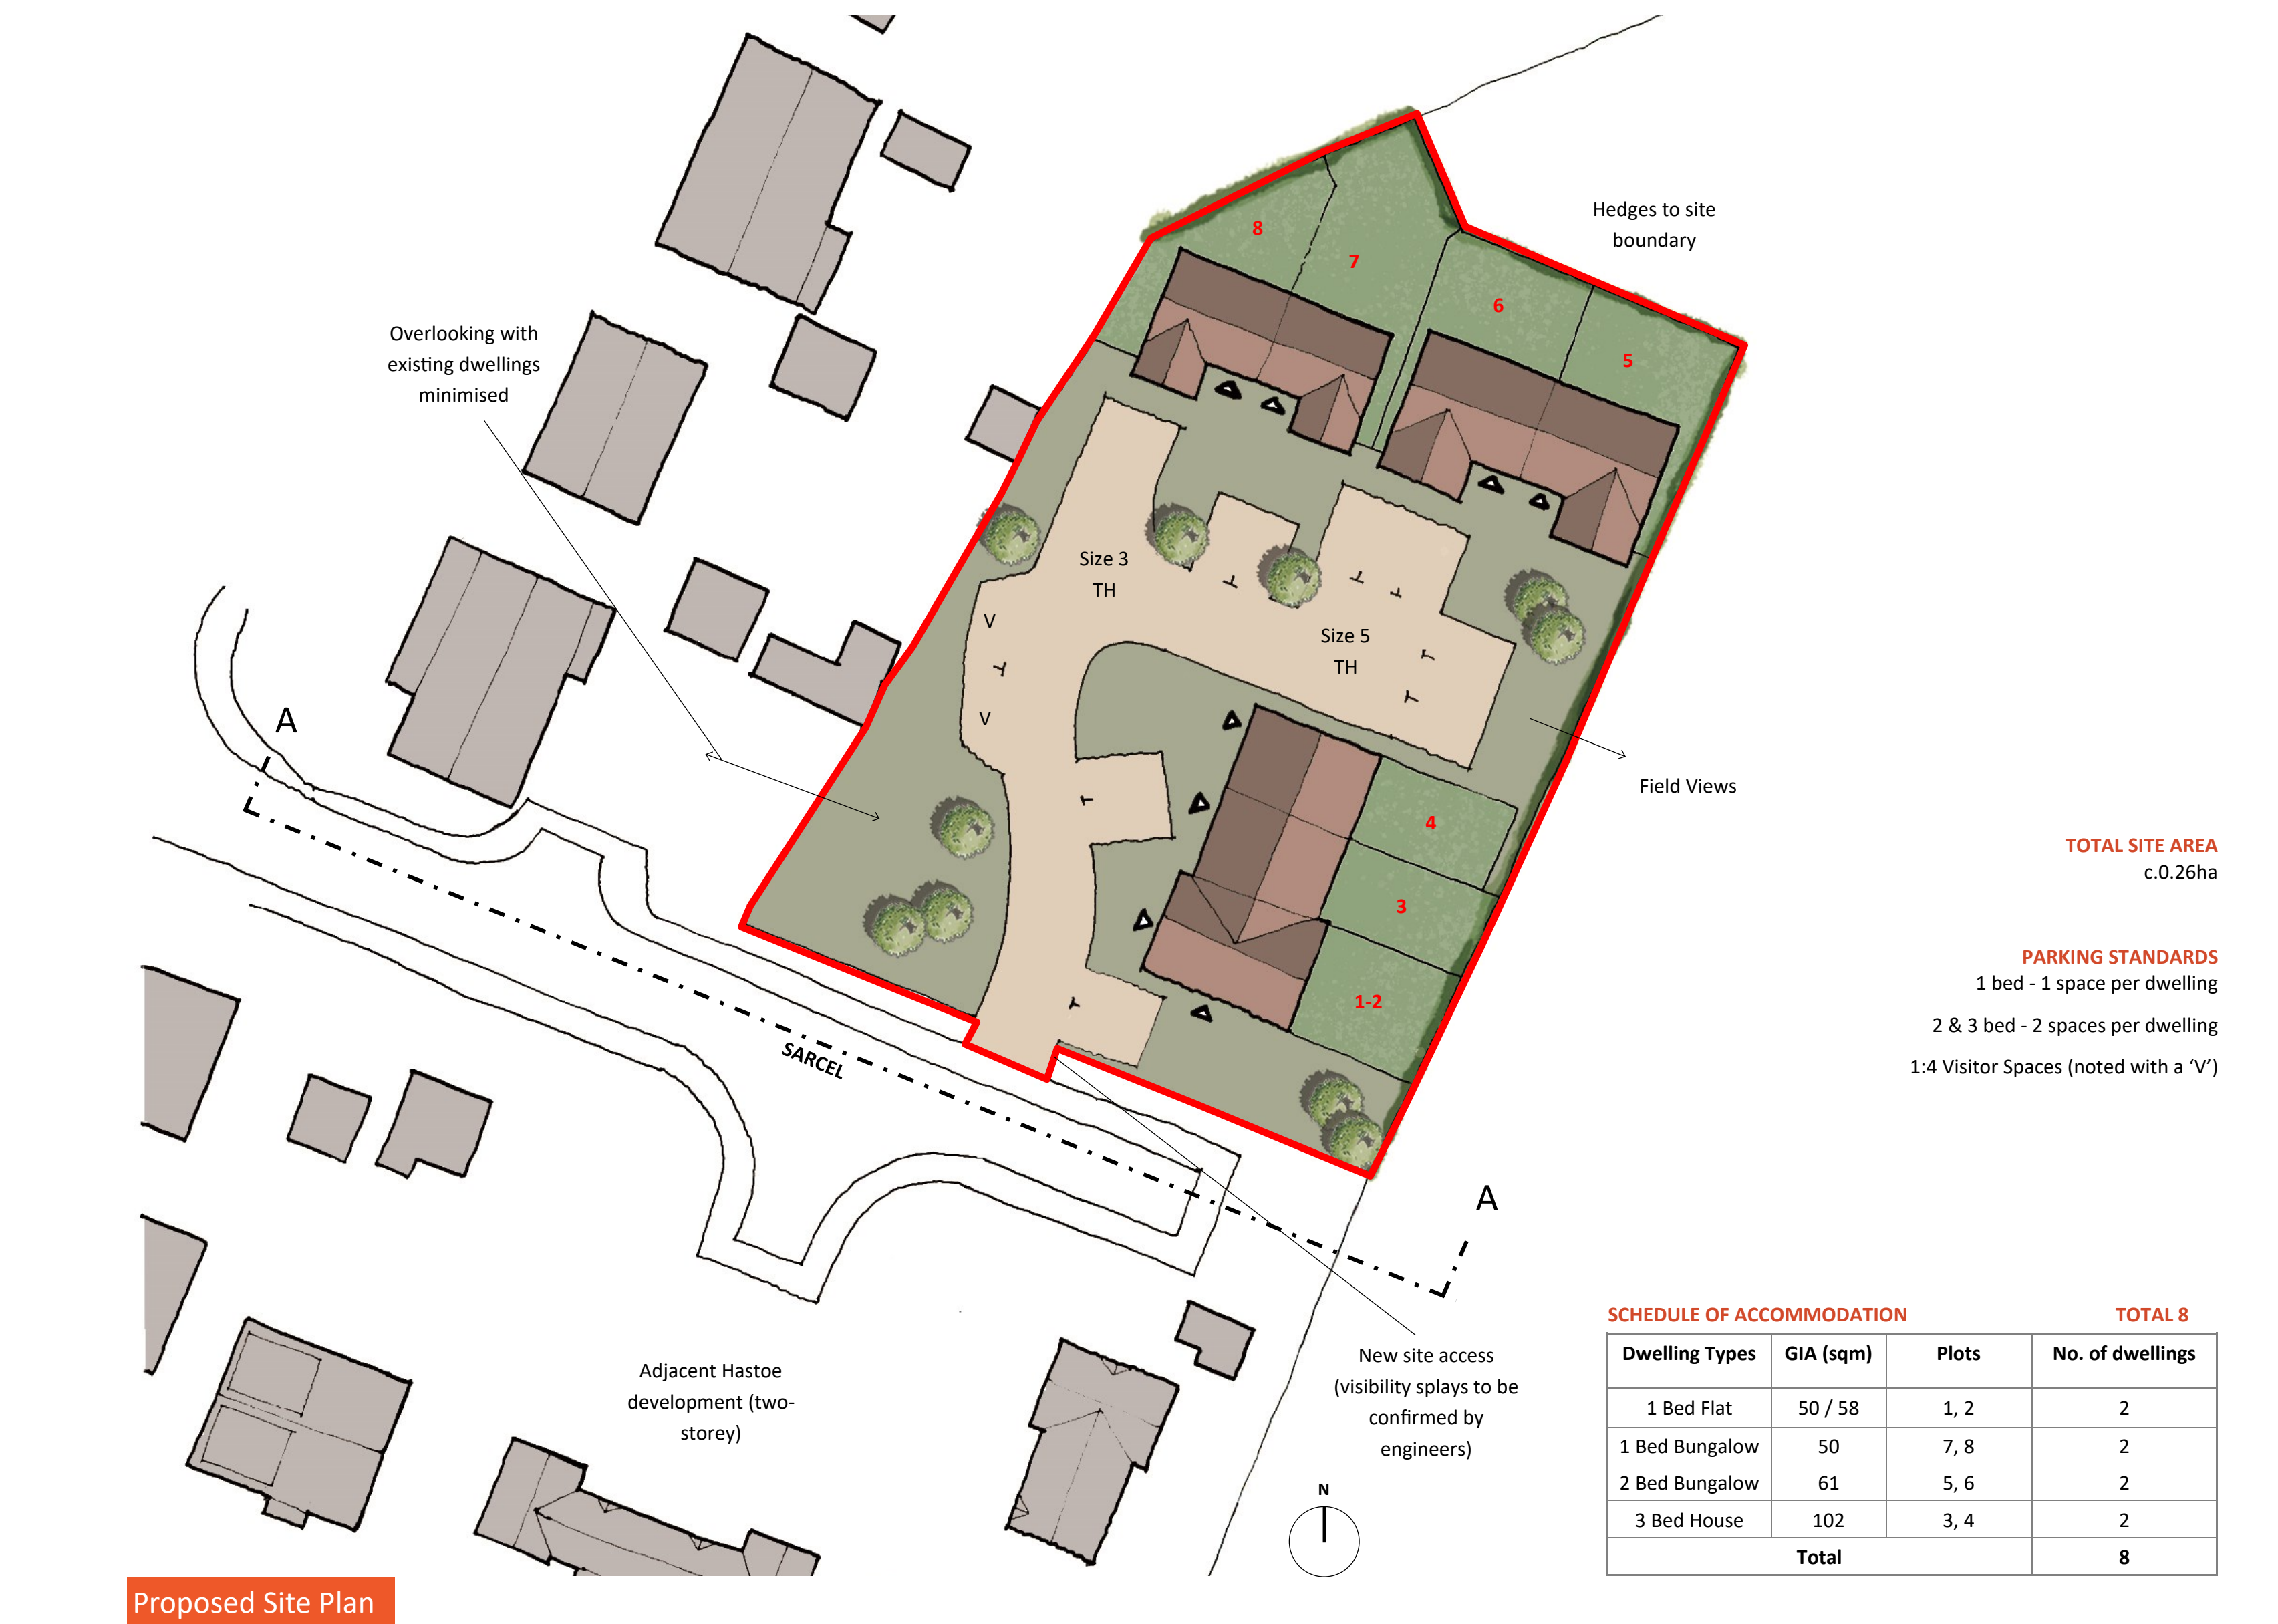 Hedges to site
boundary
Overlooking with
existing dwellings
minimised
8
7
6
5
Size 3
TH
V
V
Size 5
TH
Field Views
4
3
1-2
A
A
SARCEL
TOTAL SITE AREA
c.0.26ha
PARKING STANDARDS
1 bed - 1 space per dwelling
2 & 3 bed - 2 spaces per dwelling
1:4 Visitor Spaces (noted with a ‘V’)
New site access
(visibility splays to be
confirmed by
engineers)
Adjacent Hastoe
development (two-
storey)
N
SCHEDULE OF ACCOMMODATION TOTAL 8
Dwelling Types GIA (sqm) Plots No. of dwellings
1 Bed Flat 50 / 58 1, 2 2
1 Bed Bungalow 50 7, 8 2
2 Bed Bungalow 61 5, 6 2
3 Bed House 102 3, 4 2
Total 8
Proposed Site Plan